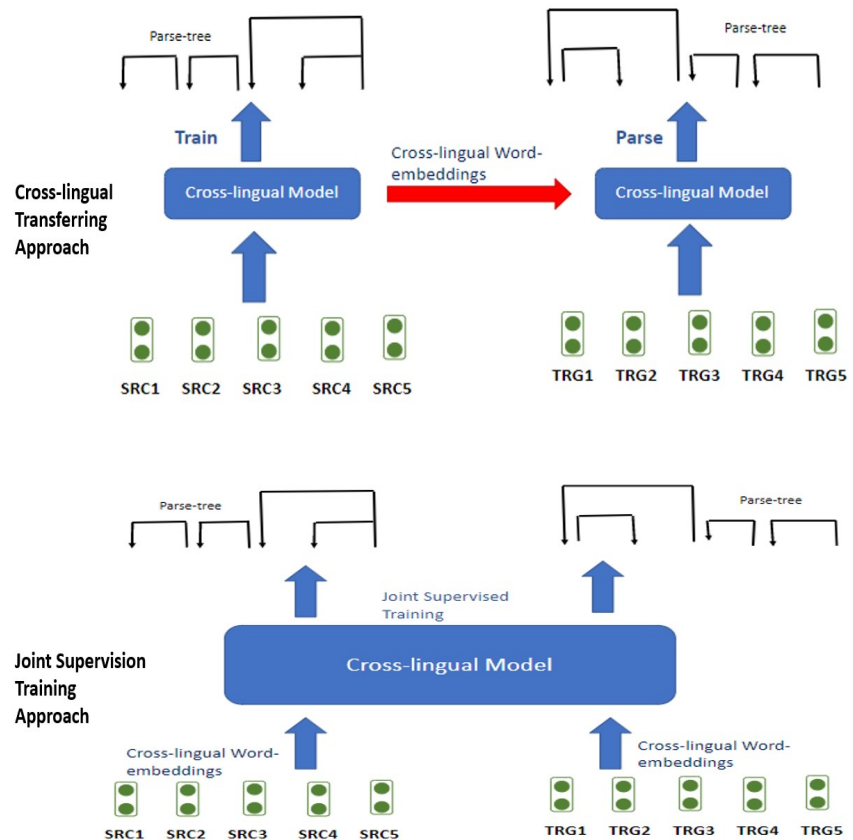 Parse-tree
Parse-tree
Train
Parse
Cross-lingual Word-
embeddings
Cross-lingual Model
Cross-lingual Model
Cross-lingual
Transferring
Approach
SRC1 SRC2 SRC3 SRC4 SRC5
TRG1 TRG2 TRG3 TRG4 TRG5
Parse-tree
Parse-tree
Joint Supervised
Training
Cross-lingual Model
Joint Supervision
Training
Approach
Cross-lingual Word-
embeddings
Cross-lingual Word-
embeddings
SRC1 SRC2 SRC3 SRC4 SRC5
TRG1 TRG2 TRG3 TRG4 TRG5